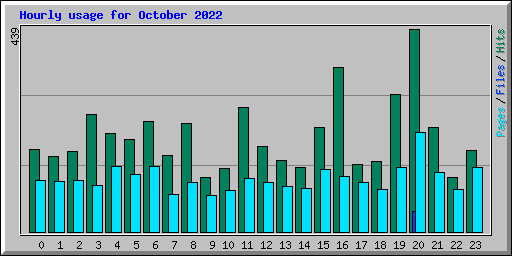 Hourly usage for October 2022
439
Pages / Files / Hits
0 1 2 3 4 5 6 7 8 9 10 11 12 13 14 15 16 17 18 19 20 21 22 23